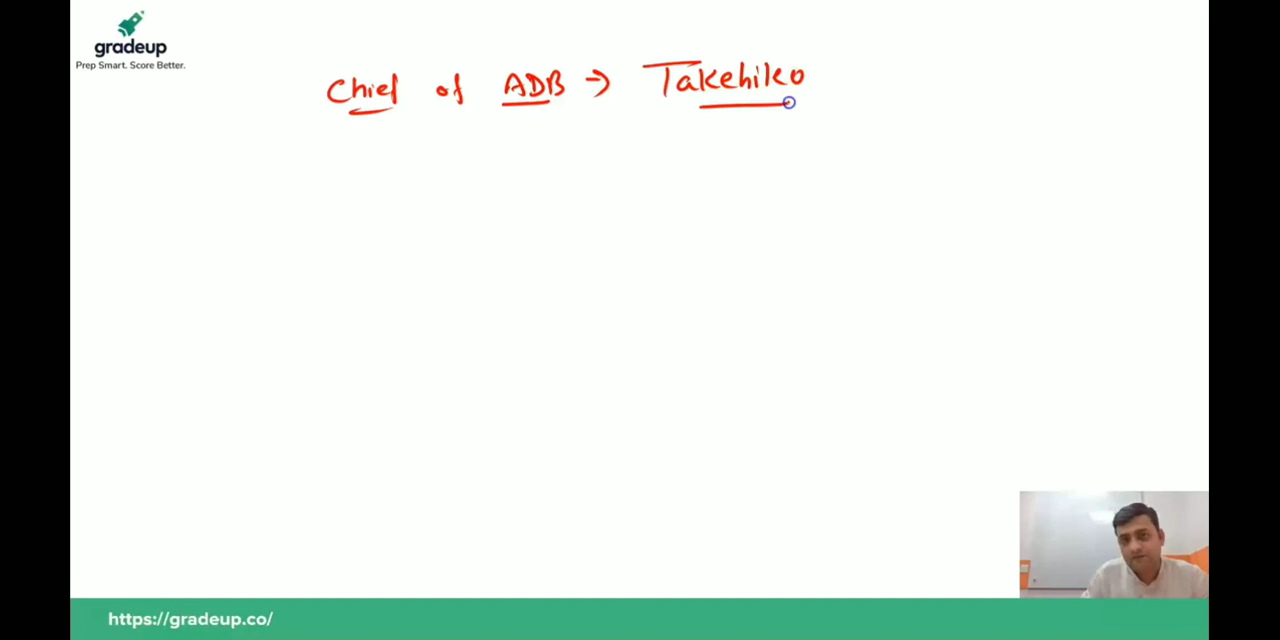 gradeup
Prep Smart. Score Better.
Chief of ADB → Takehiko
https://gradeup.co/